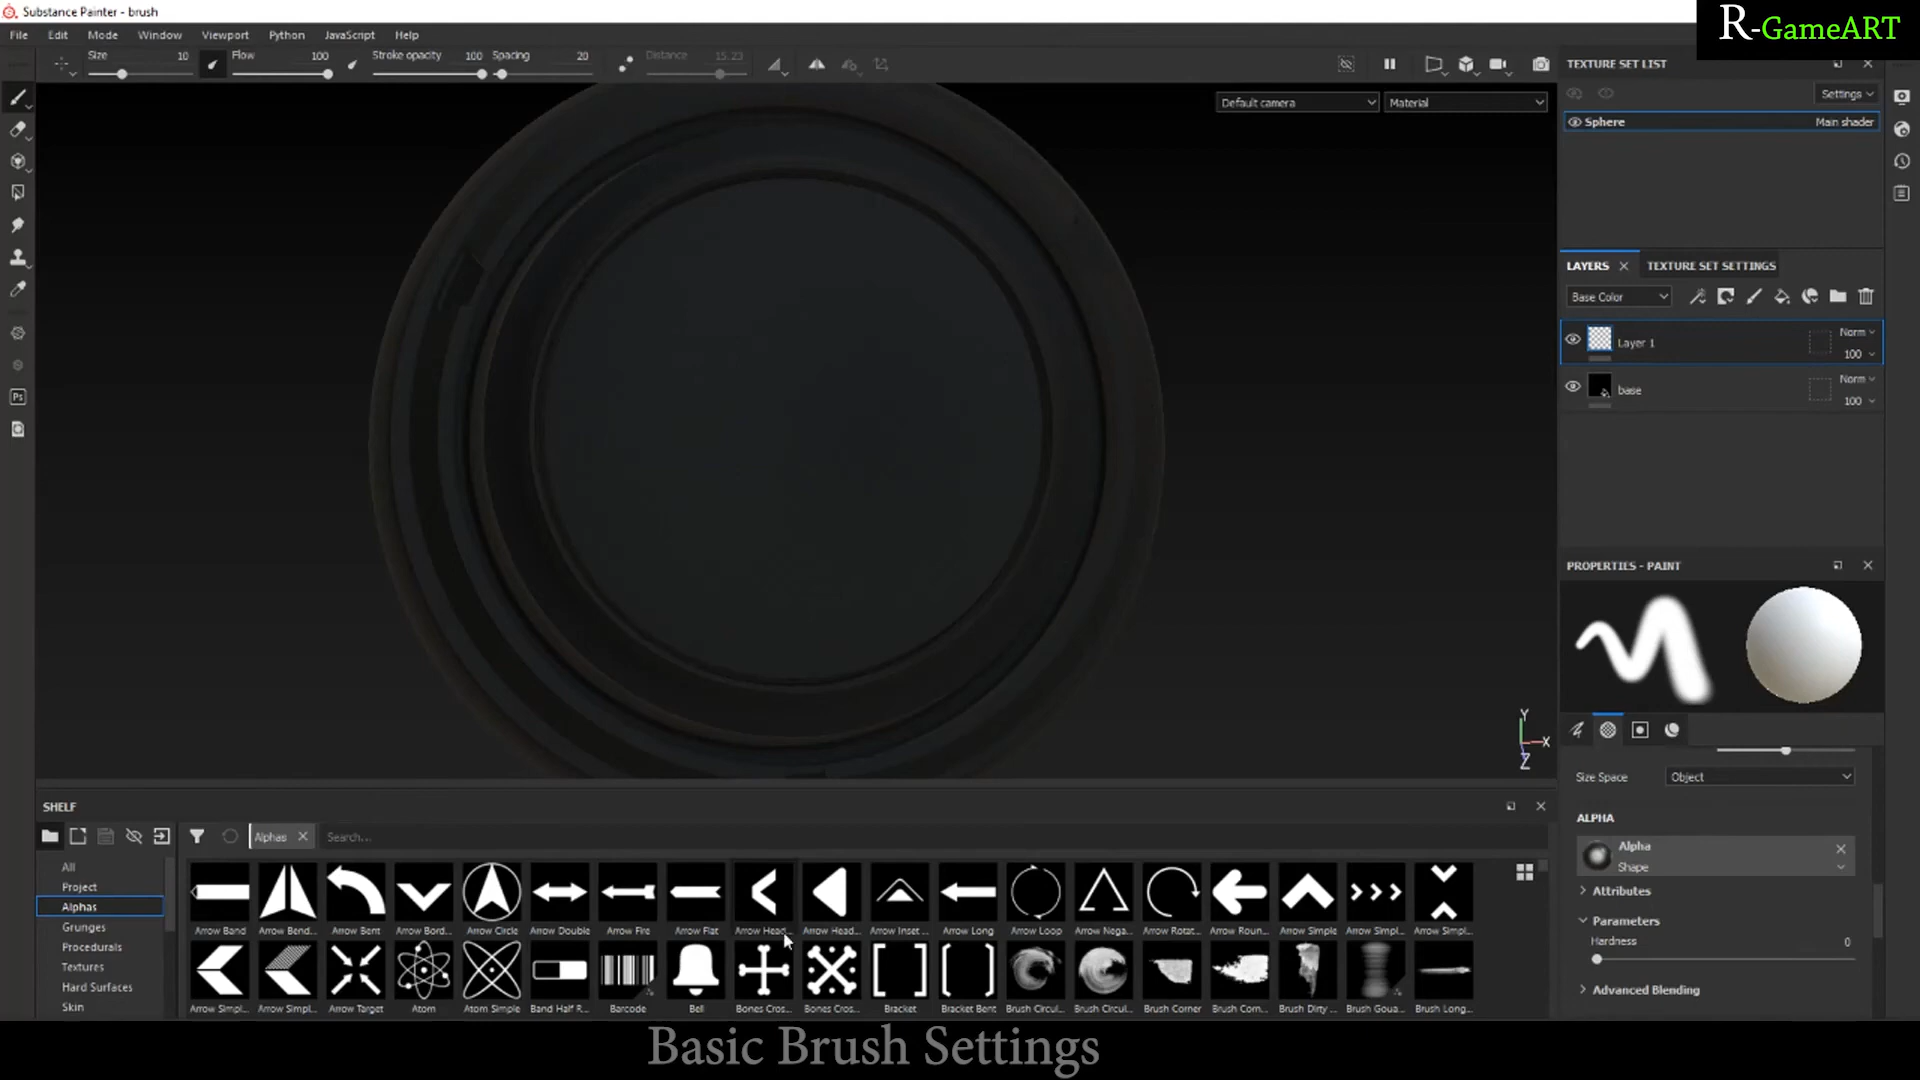 Substance Painter - brush
R-GameART
File Edit Mode Window Viewport Python JavaScript Help
Size 10 Flow 100 Stroke opacity 100 Spacing 20 Distance 15.23
TEXTURE SET LIST
Default camera Material
Settings
Sphere Main shader
LAYERS TEXTURE SET SETTINGS
Base Color
Layer 1 Norm 100
base Norm 100
Ps
PROPERTIES - PAINT
Y
X
Z
Size Space Object
ALPHA
Alpha
Shape
Attributes
Parameters
Hardness 0
Advanced Blending
SHELF
Alphas Search...
All
Project
Alphas
Grunges
Procedurals
Textures
Hard Surfaces
Skin
Arrow Band Arrow Bend... Arrow Bent Arrow Bord... Arrow Circle Arrow Double Arrow Fire Arrow Flat Arrow Head... Arrow Head... Arrow Inset ... Arrow Long Arrow Loop Arrow Nega... Arrow Rotat... Arrow Roun... Arrow Simple Arrow Simpl... Arrow Simpl...
Arrow Simpl... Arrow Simpl... Arrow Target Atom Atom Simple Band Half R... Barcode Bell Bones Cros... Bones Cros... Bracket Bracket Bent Brush Circul... Brush Circul... Brush Corner Brush Corn... Brush Dirty ... Brush Goua... Brush Long...
Basic Brush Settings